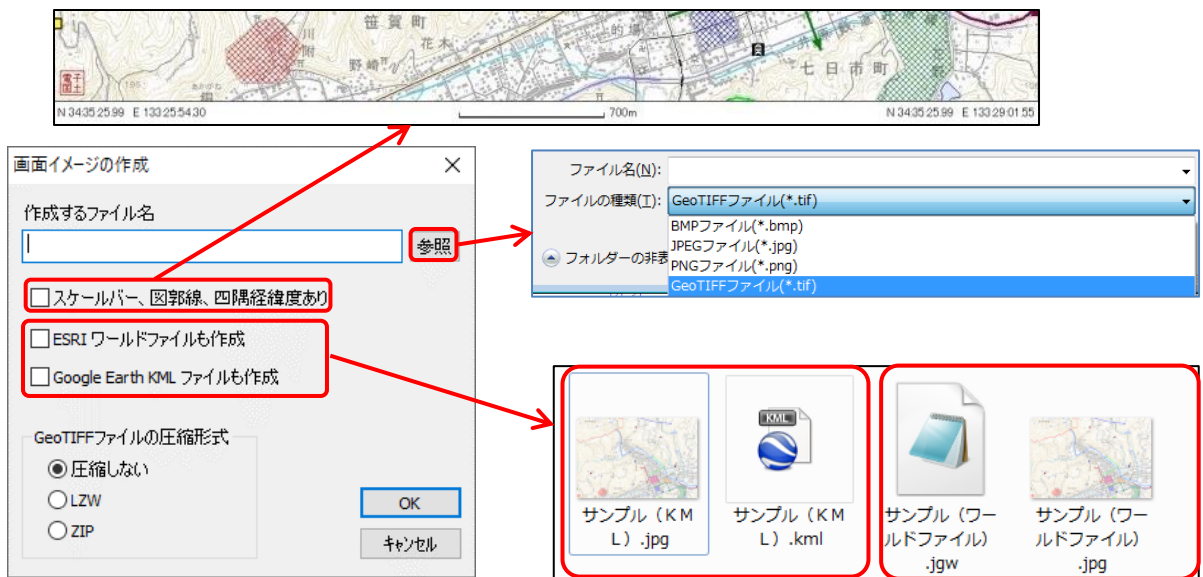 笹賀町
花木
川附
野崎
的場
七日市町
電子
国土
N 34 35 25.99 E 133 25 54.30
700m
N 34 35 25.99 E 133 29 01.55
画面イメージの作成
作成するファイル名
参照
スケールバー、図郭線、四隅経緯度あり
ESRI ワールドファイルも作成
Google Earth KML ファイルも作成
GeoTIFFファイルの圧縮形式
圧縮しない
LZW
ZIP
OK
キャンセル
ファイル名(N):
ファイルの種類(T): GeoTIFFファイル(*.tif)
BMPファイル(*.bmp)
JPEGファイル(*.jpg)
フォルダーの非表
PNGファイル(*.png)
GeoTIFFファイル(*.tif)
KML
サンプル（KM
L）.jpg
サンプル（KM
L）.kml
サンプル（ワー
ルドファイル）
.jgw
サンプル（ワー
ルドファイル）
.jpg